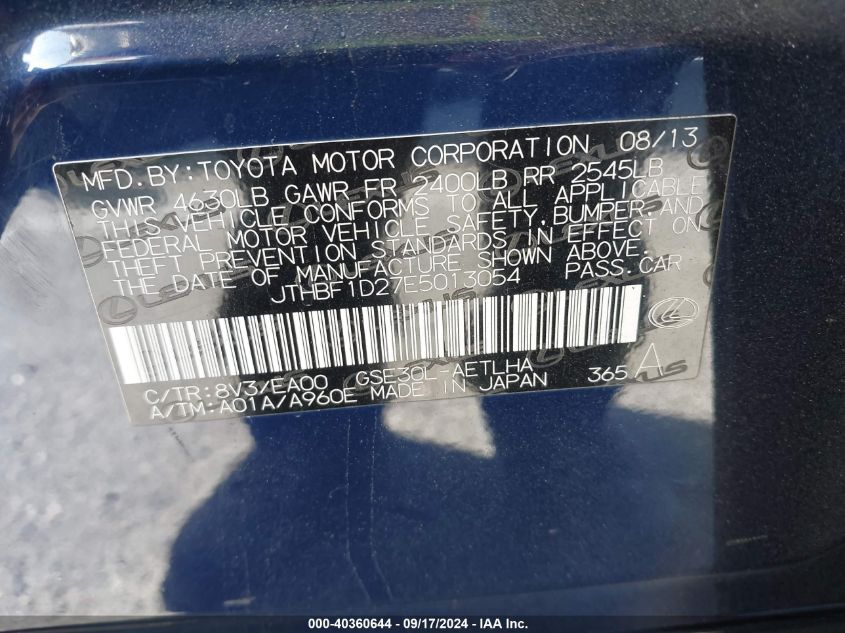 MFD.BY:TOYOTA MOTOR CORPORATION 08/13
GVWR 4630LB GAWR FR 2400LB RR 2545LB
THIS VEHICLE CONFORMS TO ALL APPLICABLE
FEDERAL MOTOR VEHICLE SAFETY,BUMPER,AND
THEFT PREVENTION STANDARDS IN EFFECT ON
THE DATE OF MANUFACTURE SHOWN ABOVE.
JTHBF1D27E5013054 PASS.CAR
C/TR:8V3/EA00 GSE30L-AETLHA 365 A
A/TM:A01A/A960E MADE IN JAPAN
000-40360644 - 09/17/2024 - IAA Inc.